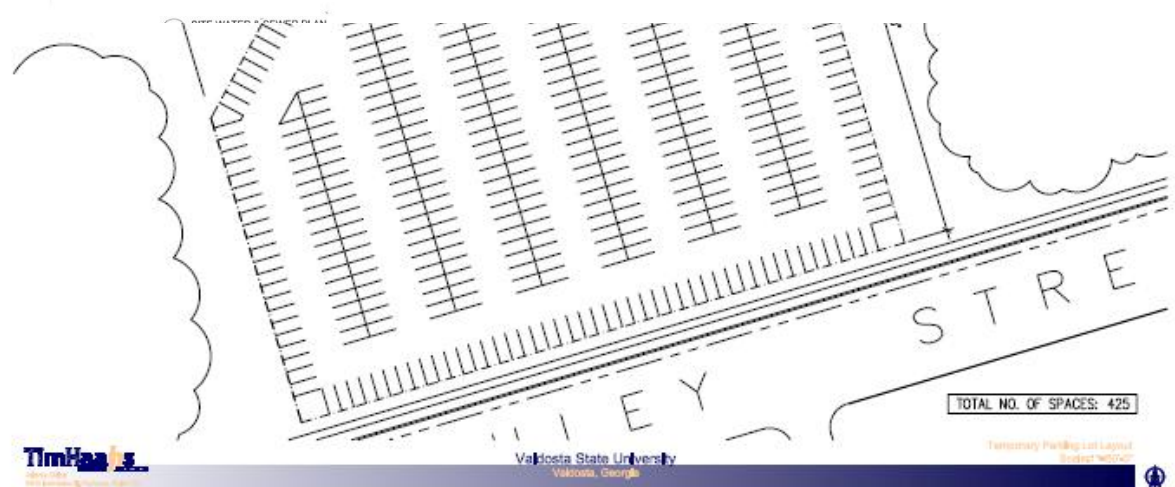 SITE WATER & SEWER PLAN
STRE
LEY
TOTAL NO. OF SPACES: 425
TimHaahs
Valdosta State University
Valdosta, Georgia
Temporary Parking Lot Layout